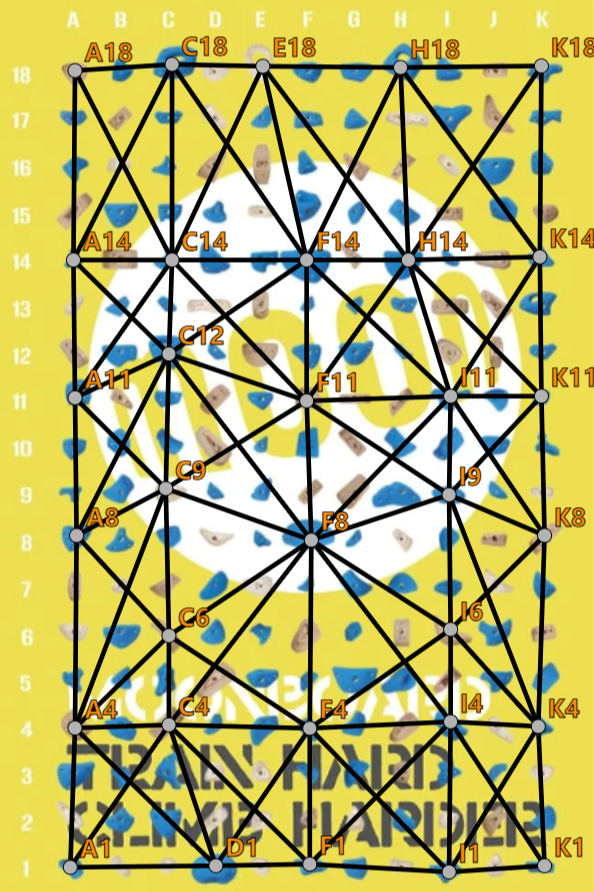 A B C D E F G H I J K
A18 C18 E18 H18 K18
18
17
16
15
A14 C14 F14 H14 K14
14
13
C12
12
A11 F11 I11 K11
11
10
C9 I9
9
A8 F8 K8
8
7
C6 I6
6
5
A4 C4 F4 I4 K4
4
TRAIN HARD
3
CLIMB HARDER
2
A1 D1 F1 I1 K1
1